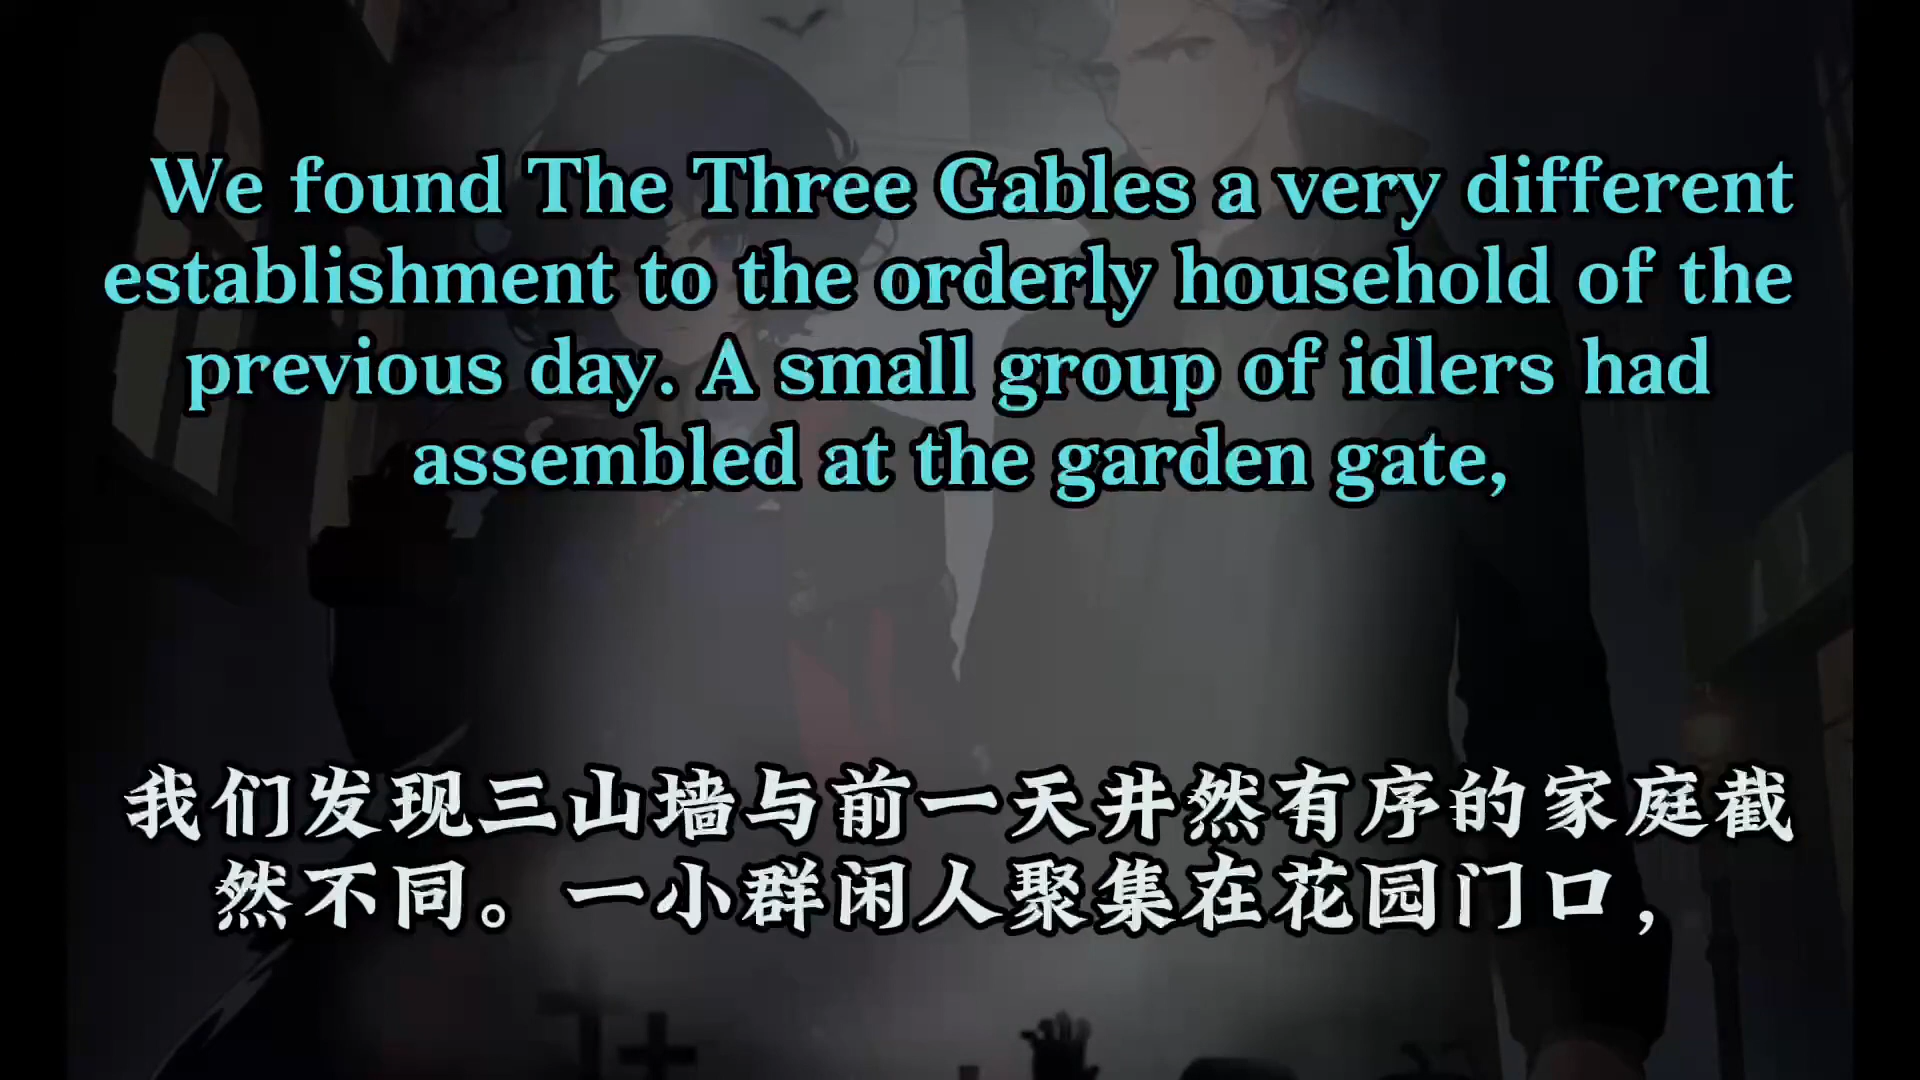 We found The Three Gables a very different
establishment to the orderly household of the
previous day. A small group of idlers had
assembled at the garden gate,
我们发现三山墙与前一天井然有序的家庭截
然不同。一小群闲人聚集在花园门口，